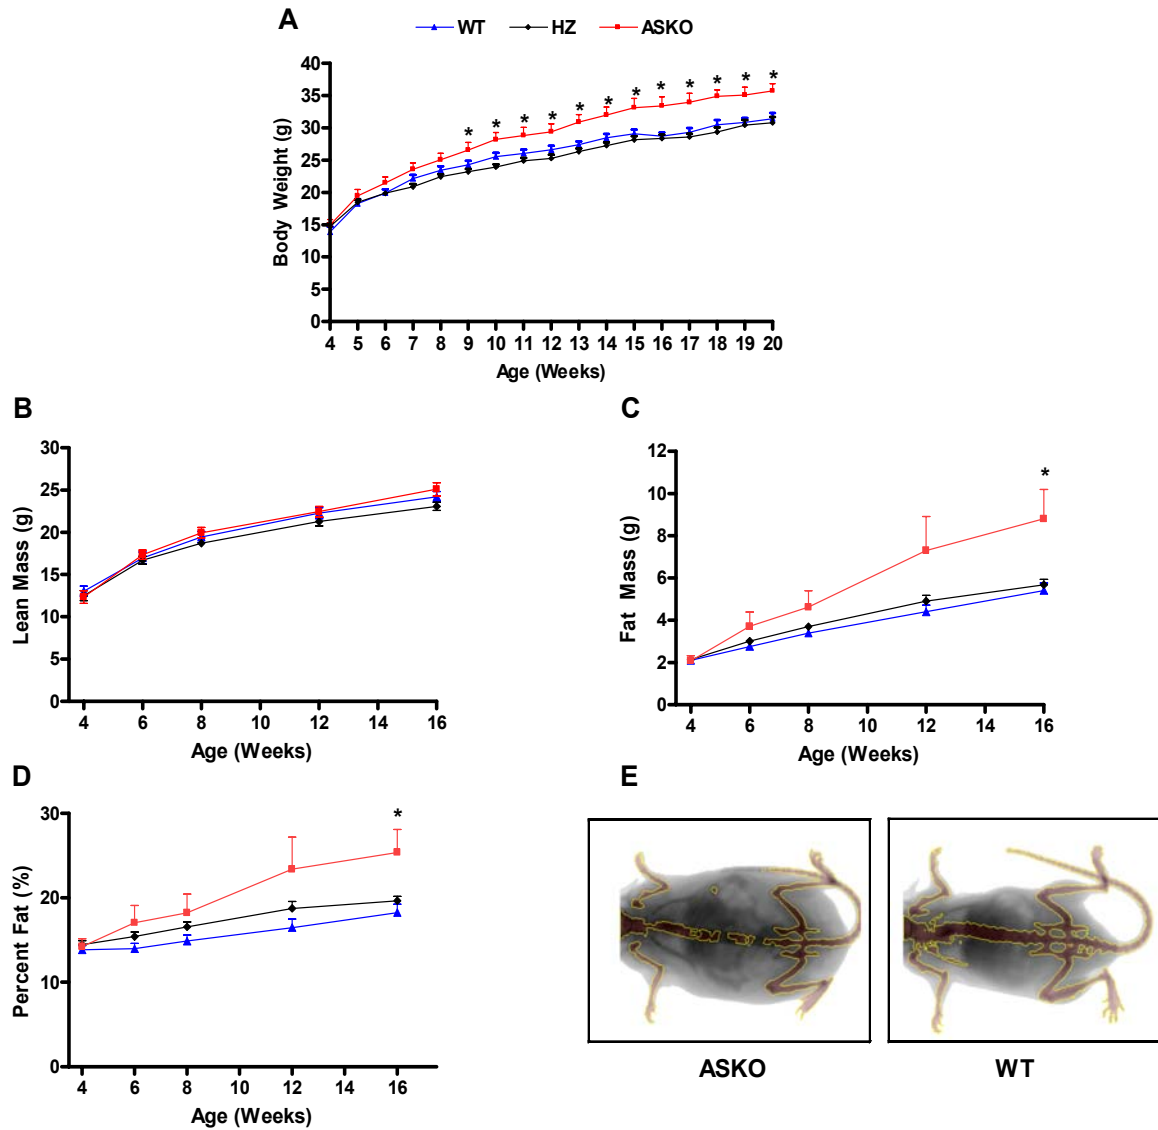 A
WT HZ ASKO
Body Weight (g)
40
35
30
25
20
15
10
5
0
* * * * * * * * * * * *
4 5 6 7 8 9 10 11 12 13 14 15 16 17 18 19 20
Age (Weeks)
B
Lean Mass (g)
30
25
20
15
10
5
0
4 6 8 10 12 14 16
Age (Weeks)
C
Fat Mass (g)
12
10
8
6
4
2
0
*
4 6 8 10 12 14 16
Age (Weeks)
D
Percent Fat (%)
30
20
10
0
*
4 6 8 10 12 14 16
Age (Weeks)
E
ASKO
WT